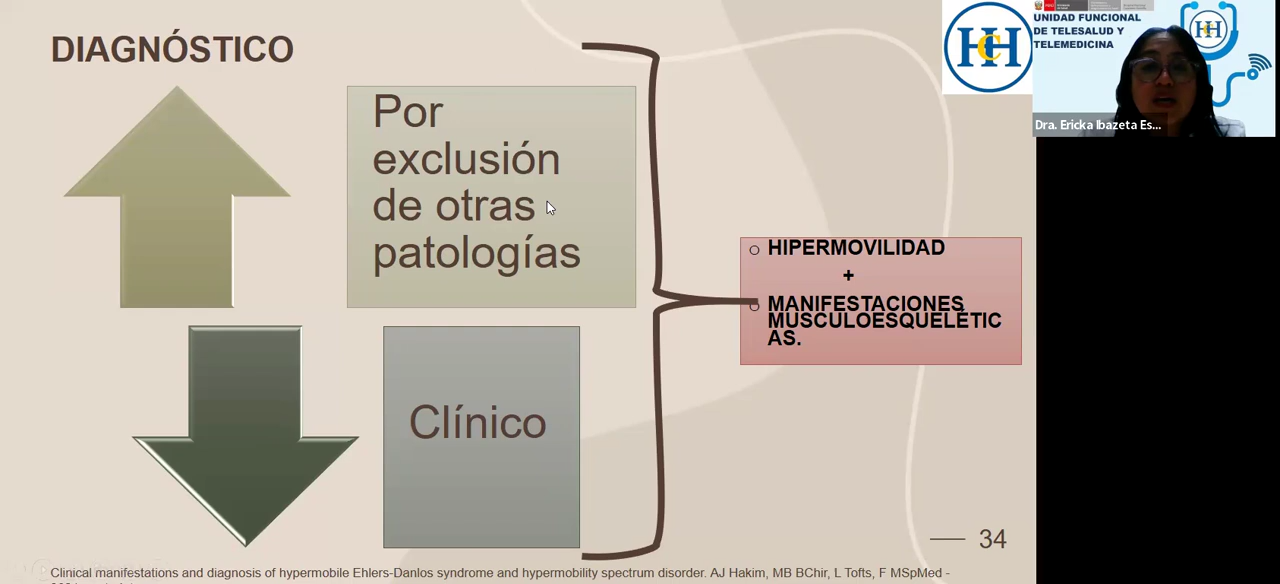 DIAGNÓSTICO
Por
exclusión
de otras
patologías
Clínico
HIPERMOVILIDAD
+
MANIFESTACIONES
MUSCULOESQUELÉTIC
AS.
34
Clinical manifestations and diagnosis of hypermobile Ehlers-Danlos syndrome and hypermobility spectrum disorder. AJ Hakim, MB BChir, L Tofts, F MSpMed -
HCH
UNIDAD FUNCIONAL
DE TELESALUD Y
TELEMEDICINA
HCH
Dra. Ericka Ibazeta Es...